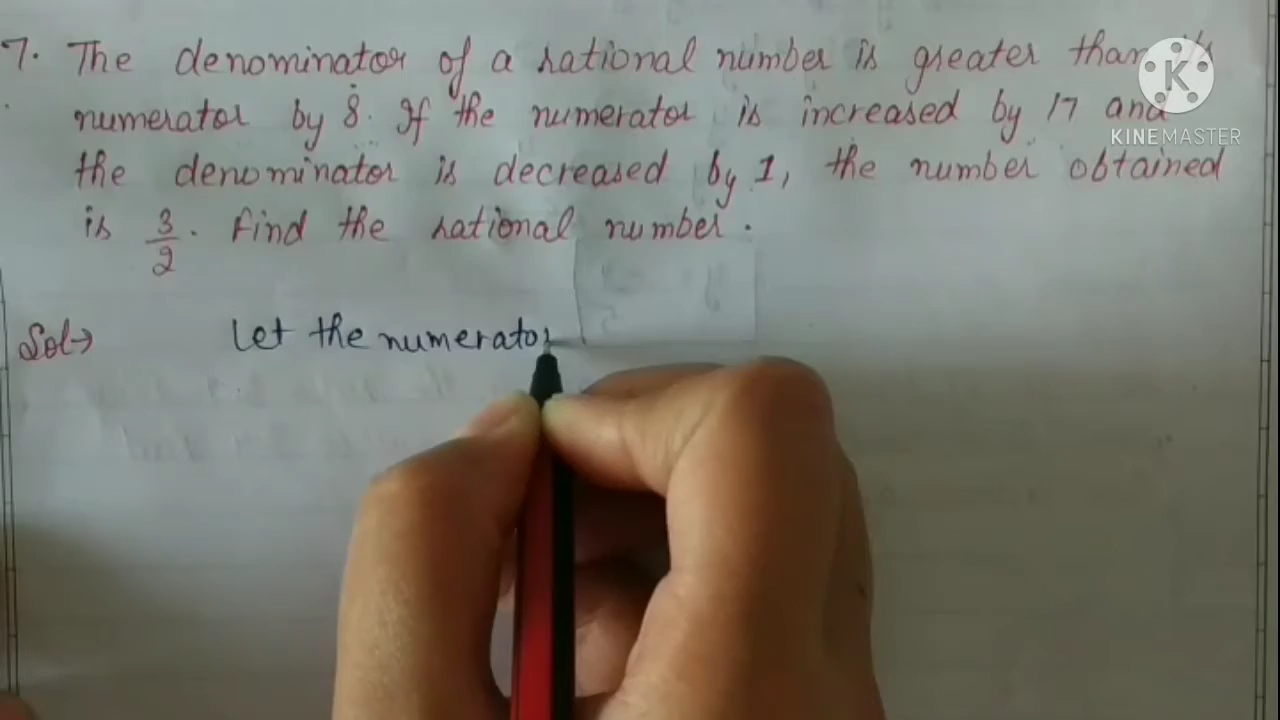 7. The denominator of a rational number is greater than its
numerator by 8. If the numerator is increased by 17 and
the denominator is decreased by 1, the number obtained
is 3/2. Find the rational number.
Sol→ Let the numerator
K
KINEMASTER